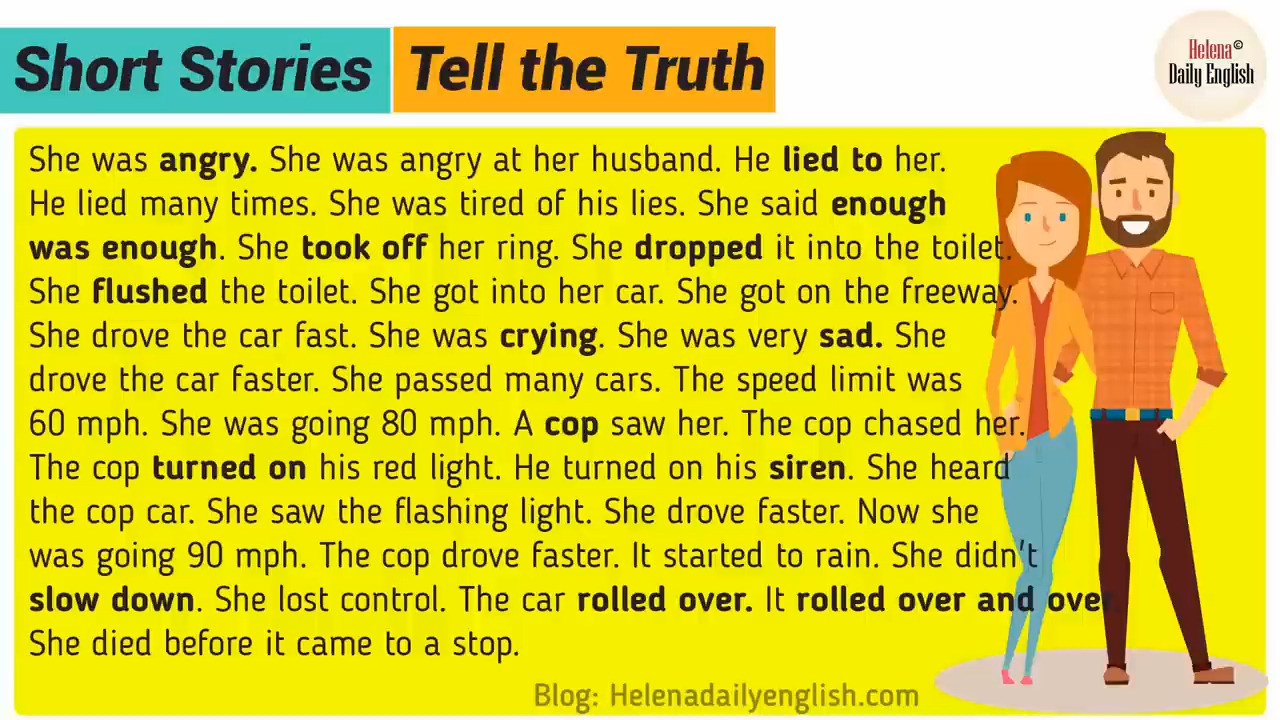 Short Stories Tell the Truth
Helena©
Daily English
She was angry. She was angry at her husband. He lied to her.
He lied many times. She was tired of his lies. She said enough
was enough. She took off her ring. She dropped it into the toilet.
She flushed the toilet. She got into her car. She got on the freeway.
She drove the car fast. She was crying. She was very sad. She
drove the car faster. She passed many cars. The speed limit was
60 mph. She was going 80 mph. A cop saw her. The cop chased her.
The cop turned on his red light. He turned on his siren. She heard
the cop car. She saw the flashing light. She drove faster. Now she
was going 90 mph. The cop drove faster. It started to rain. She didn't
slow down. She lost control. The car rolled over. It rolled over and over.
She died before it came to a stop.
Blog: Helenadailyenglish.com